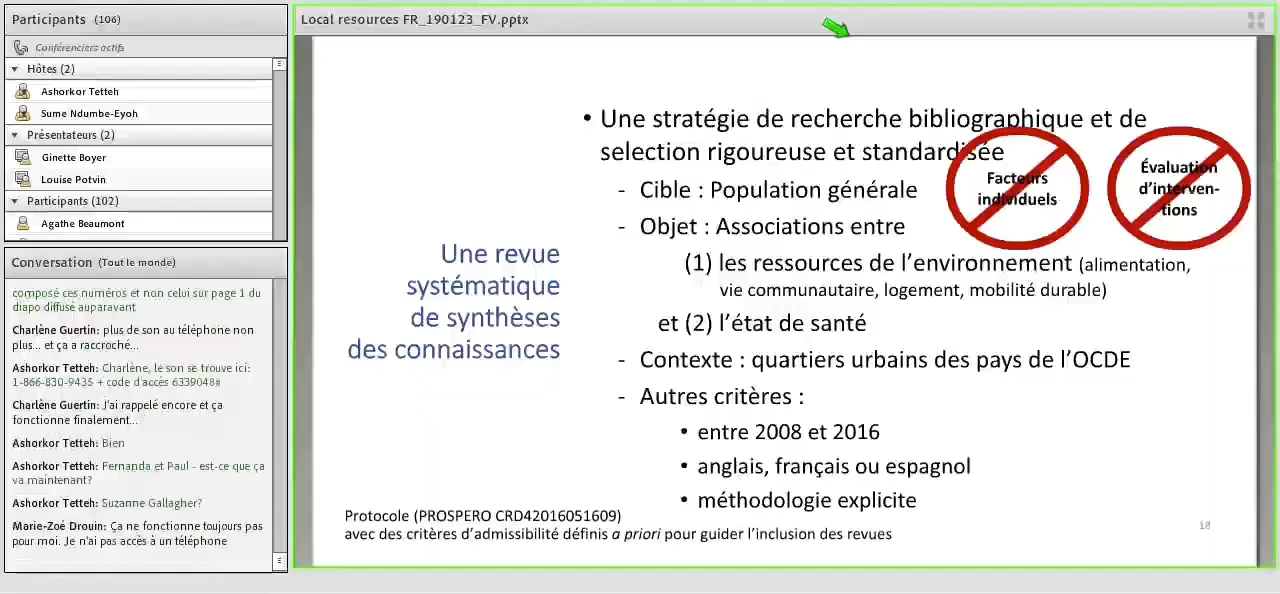 Participants (106)
Conférenciers actifs
Hôtes (2)
Ashorkor Tetteh
Sume Ndumbe-Eyoh
Présentateurs (2)
Ginette Boyer
Louise Potvin
Participants (102)
Agathe Beaumont
Conversation (Tout le monde)
composé ces numéros et non celui sur page 1 du
diapo diffusé auparavant
Charlène Guertin: plus de son au téléphone non
plus... et ça a raccroché...
Ashorkor Tetteh: Charlène, le son se trouve ici:
1-866-830-9435 + code d'accès 6339048#
Charlène Guertin: J'ai rappelé encore et ça
fonctionne finalement...
Ashorkor Tetteh: Bien
Ashorkor Tetteh: Fernanda et Paul - est-ce que ça
va maintenant?
Ashorkor Tetteh: Suzanne Gallagher?
Marie-Zoé Drouin: Ça ne fonctionne toujours pas
pour moi. Je n'ai pas accès à un téléphone
Local resources FR_190123_FV.pptx
Une revue
systématique
de synthèses
des connaissances
• Une stratégie de recherche bibliographique et de
selection rigoureuse et standardisée
- Cible : Population générale
- Objet : Associations entre
(1) les ressources de l'environnement (alimentation,
vie communautaire, logement, mobilité durable)
et (2) l'état de santé
- Contexte : quartiers urbains des pays de l'OCDE
- Autres critères :
• entre 2008 et 2016
• anglais, français ou espagnol
• méthodologie explicite
Facteurs
individuels
Évaluation
d'interven-
tions
Protocole (PROSPERO CRD42016051609)
avec des critères d'admissibilité définis a priori pour guider l'inclusion des revues
18